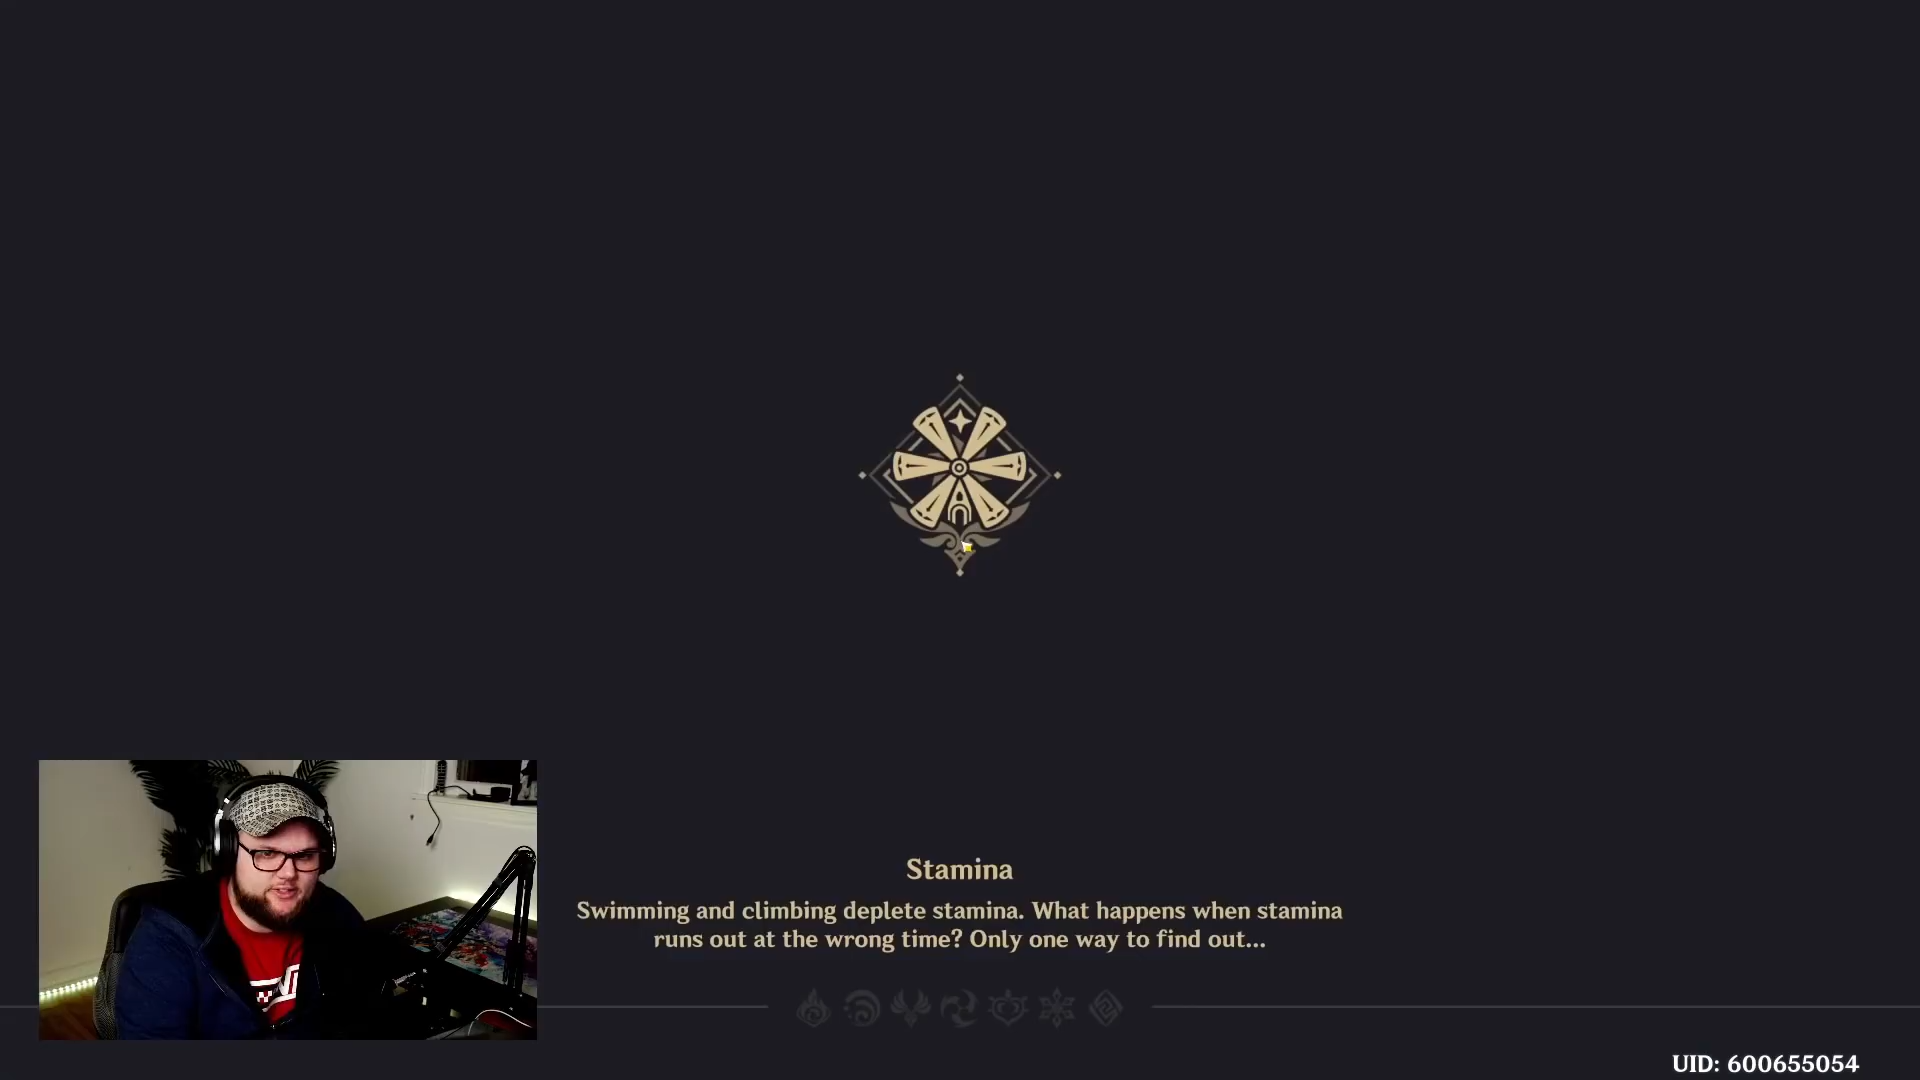 Stamina
Swimming and climbing deplete stamina. What happens when stamina
runs out at the wrong time? Only one way to find out...
UID: 600655054